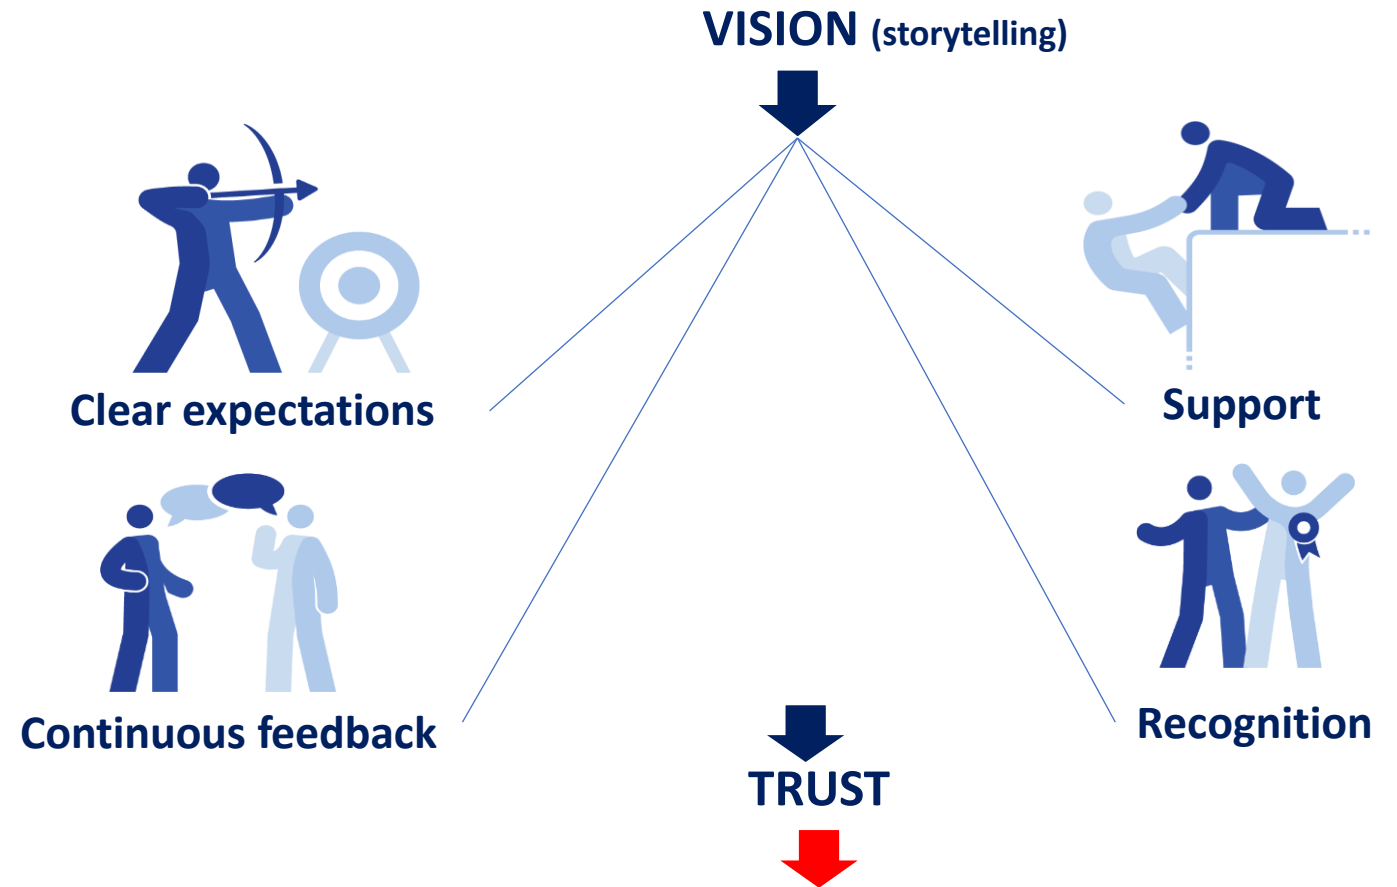 VISION (storytelling)
Clear expectations
Support
Continuous feedback
Recognition
TRUST